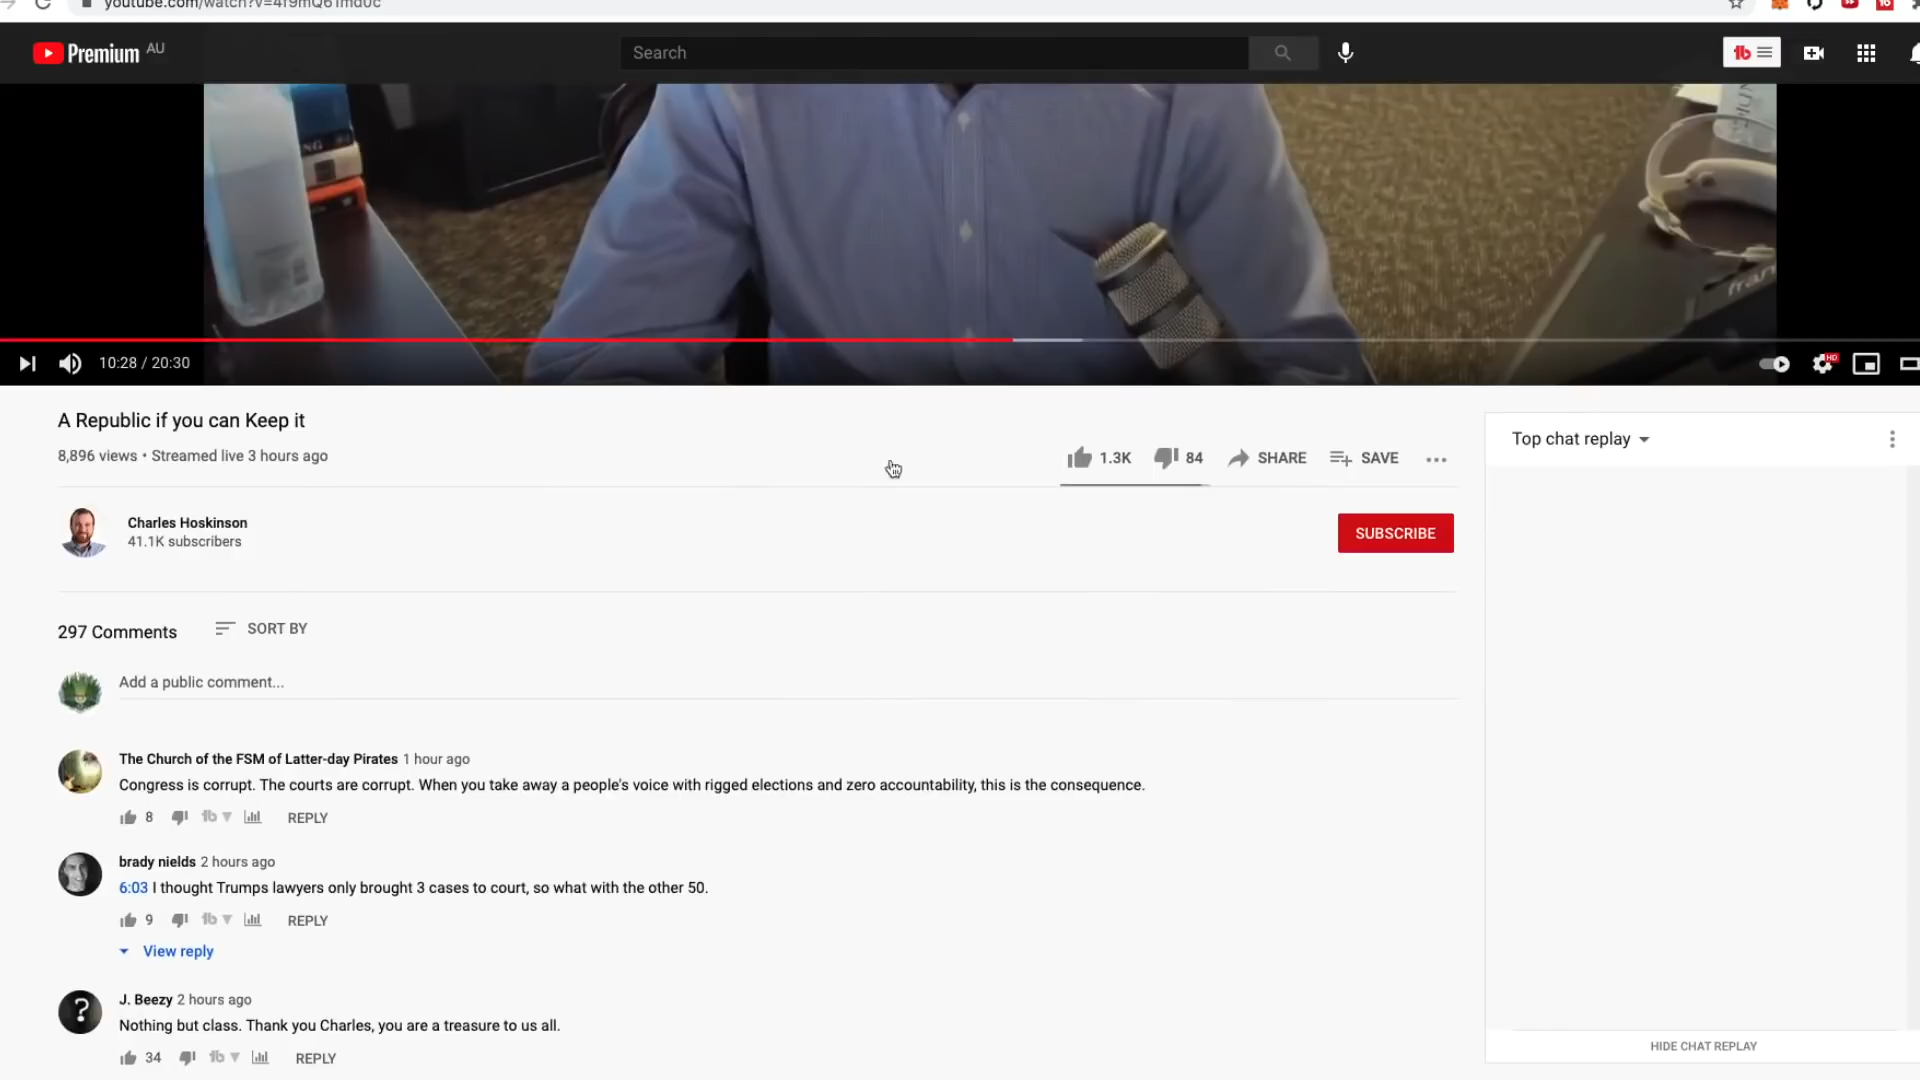 youtube.com/watch?v=4f9mQ61md0c
Premium AU
Search
10:28 / 20:30
HD
A Republic if you can Keep it
8,896 views • Streamed live 3 hours ago
1.3K
84
SHARE
SAVE
Top chat replay
Charles Hoskinson
41.1K subscribers
SUBSCRIBE
297 Comments
SORT BY
Add a public comment...
The Church of the FSM of Latter-day Pirates 1 hour ago
Congress is corrupt. The courts are corrupt. When you take away a people's voice with rigged elections and zero accountability, this is the consequence.
8
REPLY
brady nields 2 hours ago
6:03 I thought Trumps lawyers only brought 3 cases to court, so what with the other 50.
9
REPLY
View reply
J. Beezy 2 hours ago
Nothing but class. Thank you Charles, you are a treasure to us all.
34
REPLY
HIDE CHAT REPLAY